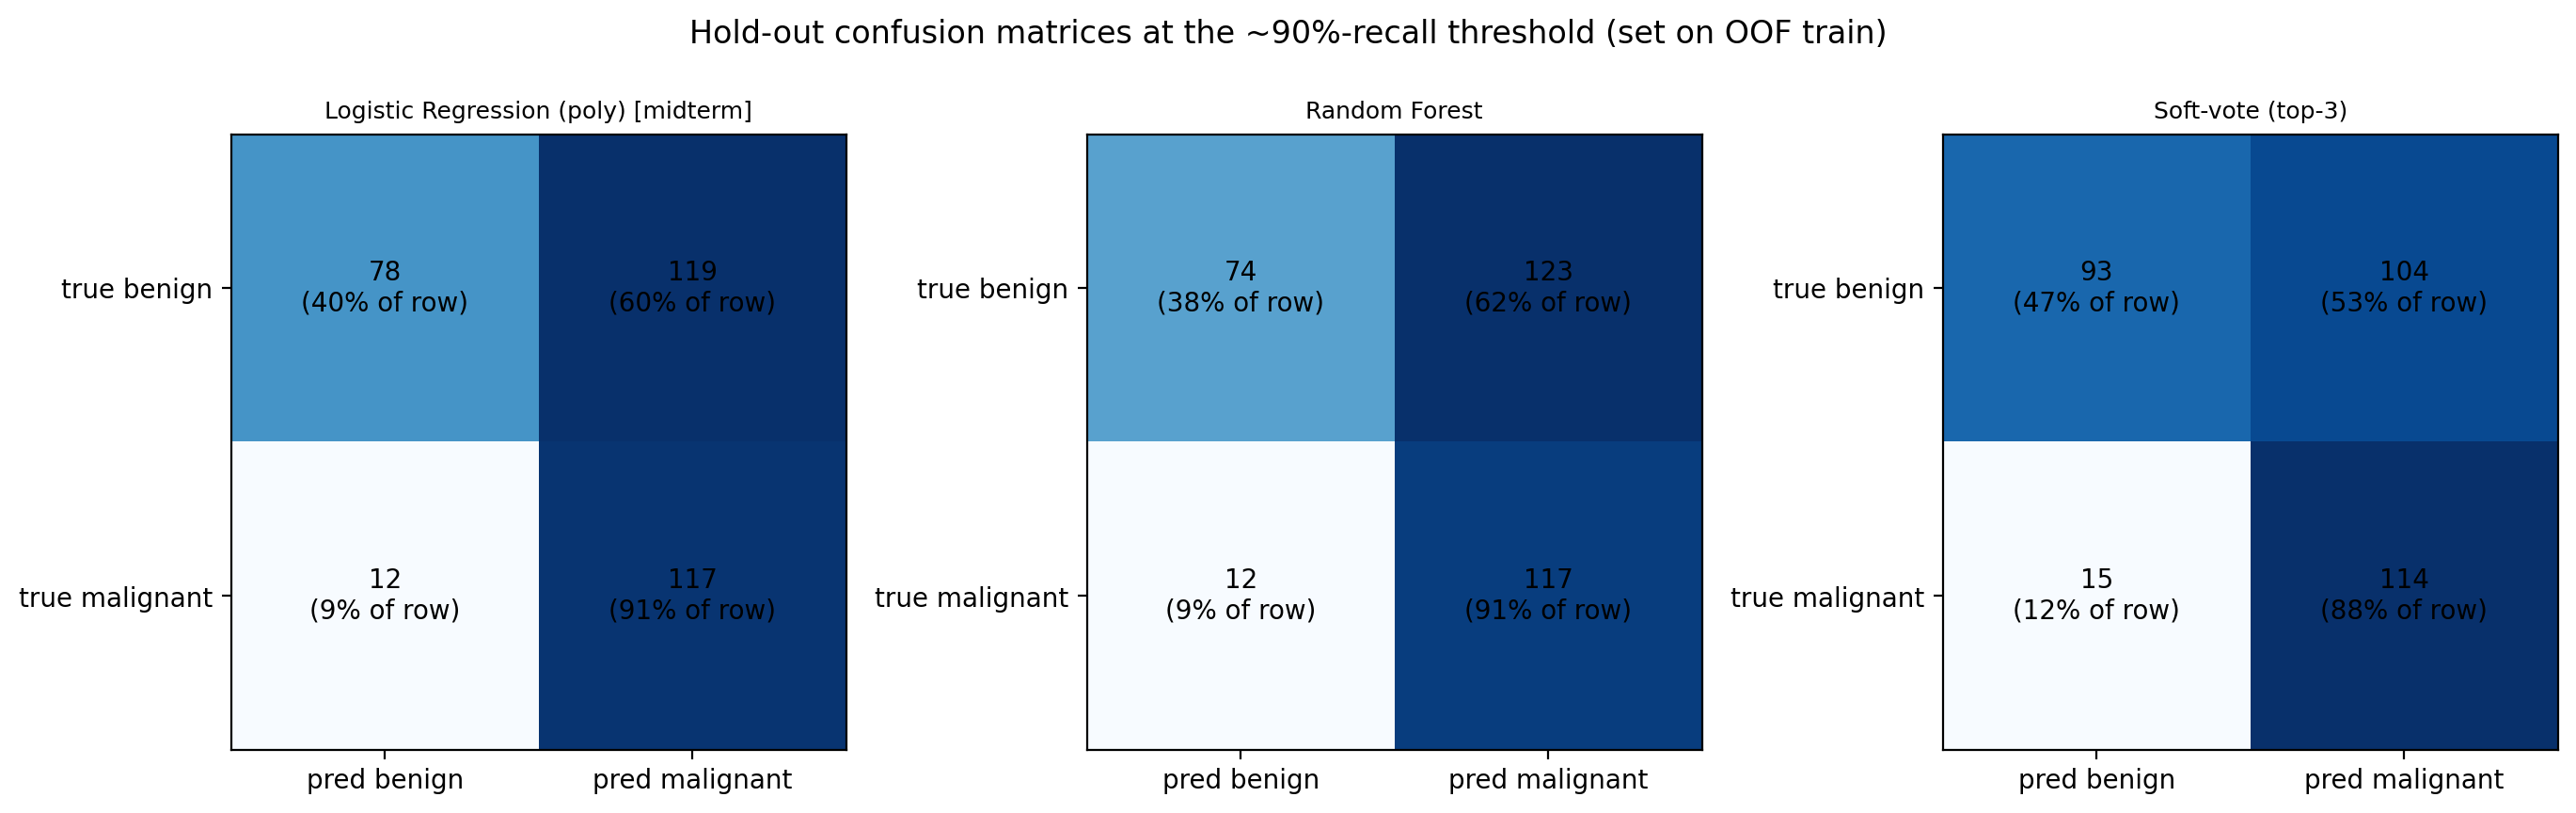 Hold-out confusion matrices at the ~90%-recall threshold (set on OOF train)
Logistic Regression (poly) [midterm]
true benign
true malignant
78
(40% of row)
119
(60% of row)
12
(9% of row)
117
(91% of row)
pred benign
pred malignant
Random Forest
true benign
true malignant
74
(38% of row)
123
(62% of row)
12
(9% of row)
117
(91% of row)
pred benign
pred malignant
Soft-vote (top-3)
true benign
true malignant
93
(47% of row)
104
(53% of row)
15
(12% of row)
114
(88% of row)
pred benign
pred malignant